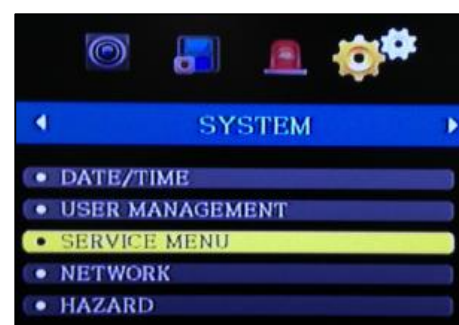 SYSTEM
DATE/TIME
USER MANAGEMENT
SERVICE MENU
NETWORK
HAZARD